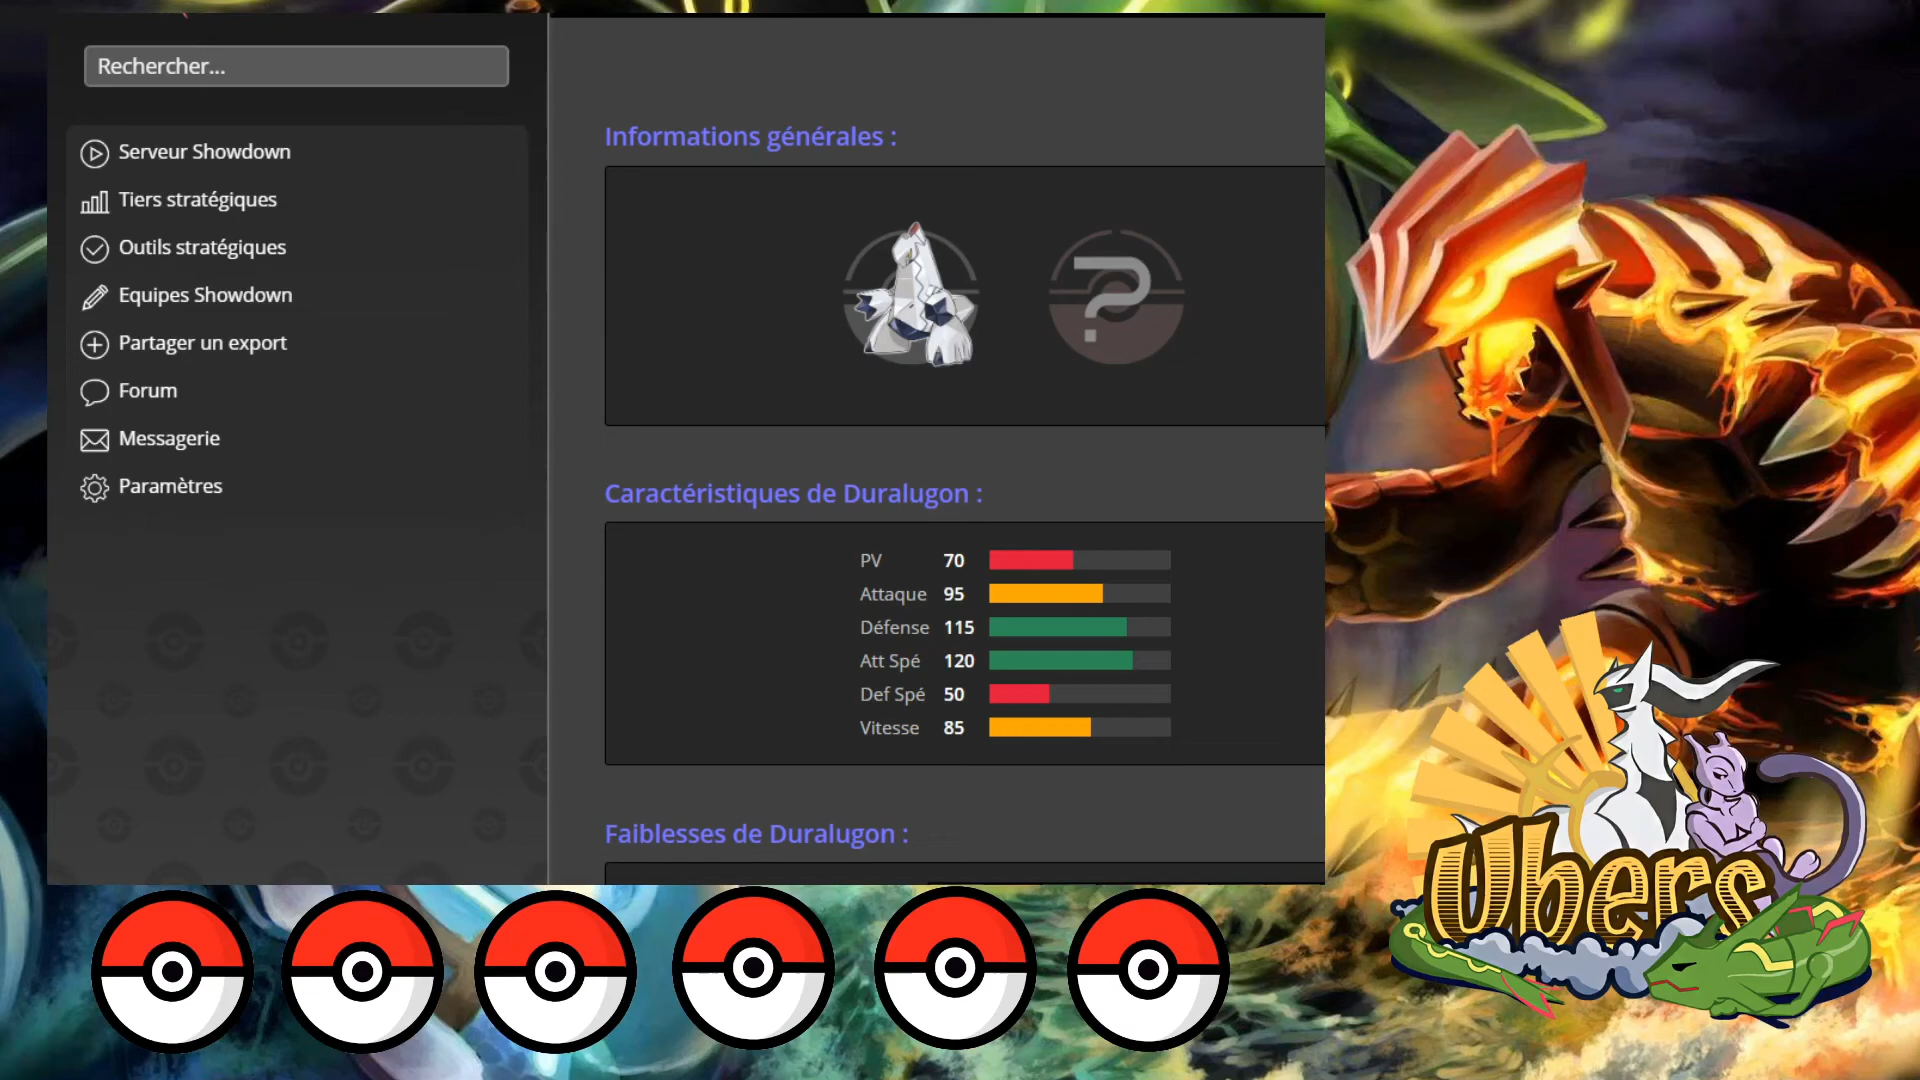 Rechercher...
Serveur Showdown
Tiers stratégiques
Outils stratégiques
Equipes Showdown
Partager un export
Forum
Messagerie
Paramètres
Informations générales :
?
Caractéristiques de Duralugon :
PV 70
Attaque 95
Défense 115
Att Spé 120
Def Spé 50
Vitesse 85
Faiblesses de Duralugon :
Ubers